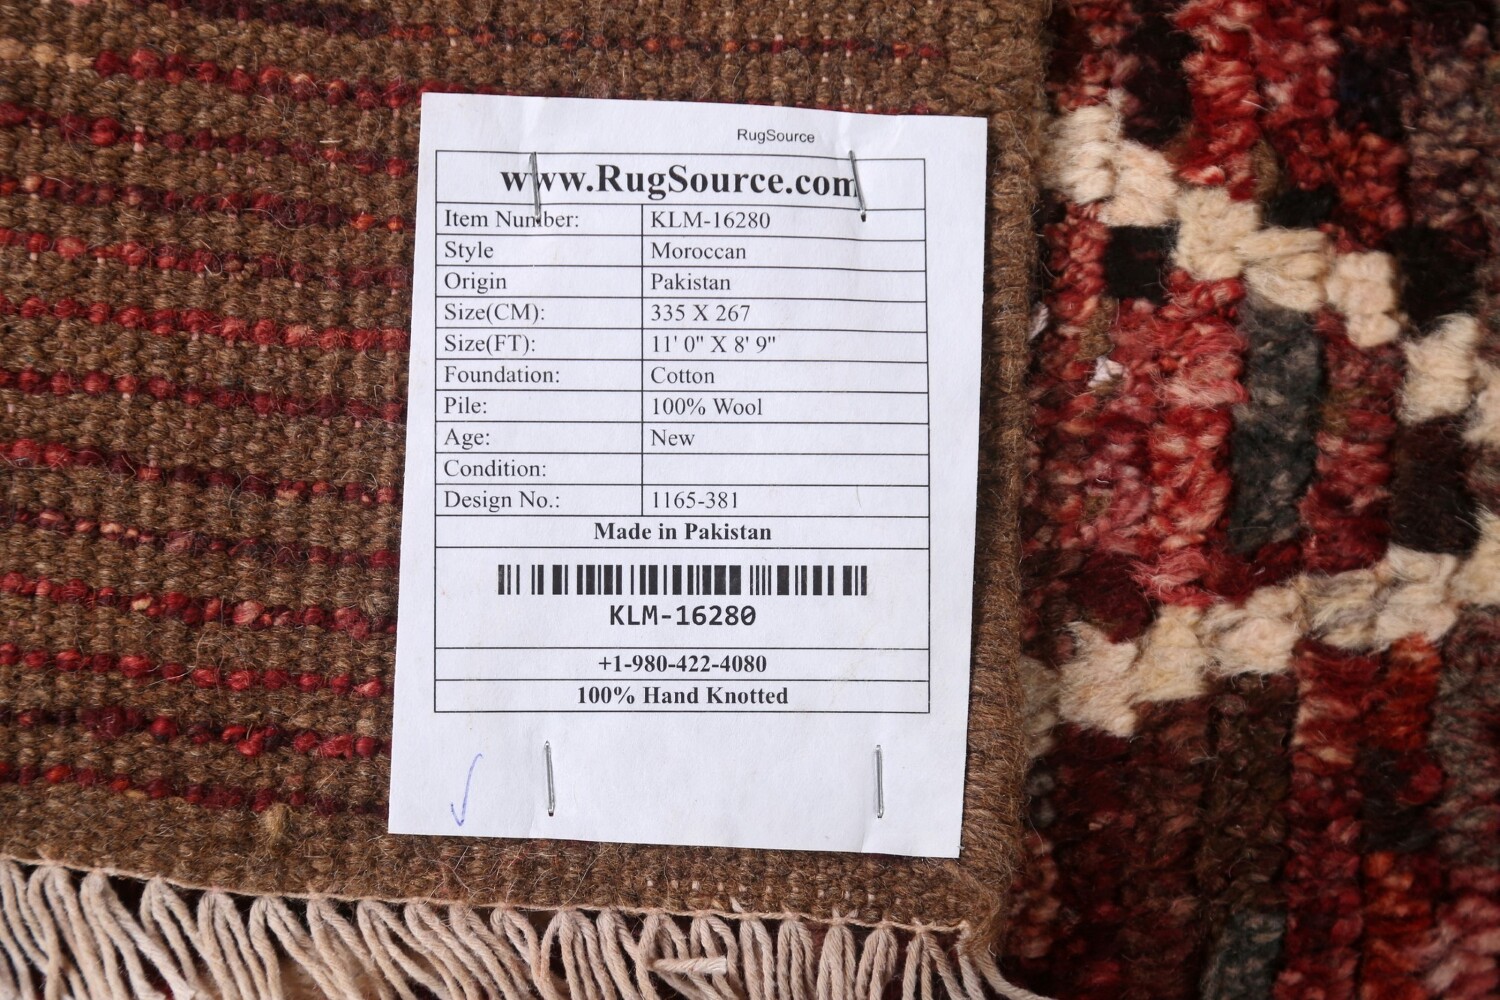 RugSource
www.RugSource.com
Item Number: KLM-16280
Style Moroccan
Origin Pakistan
Size(CM): 335 X 267
Size(FT): 11' 0" X 8' 9"
Foundation: Cotton
Pile: 100% Wool
Age: New
Condition:
Design No.: 1165-381
Made in Pakistan
KLM-16280
+1-980-422-4080
100% Hand Knotted